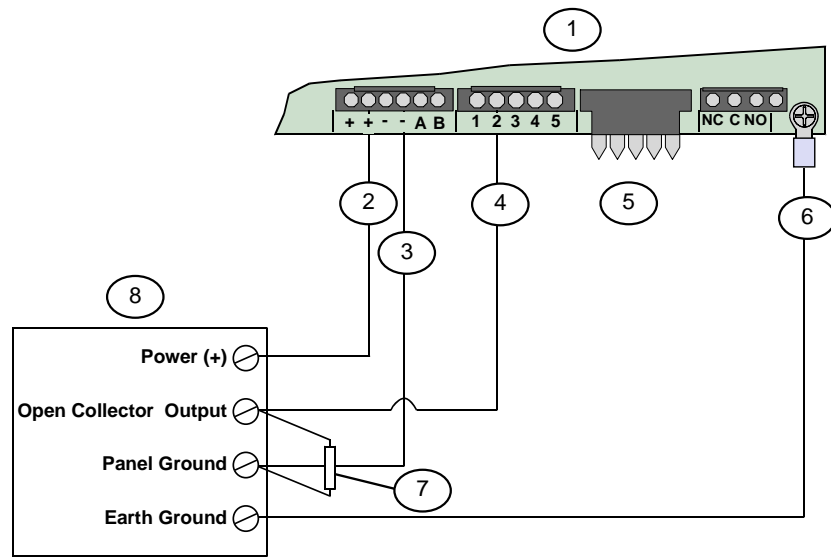 1
+ + - - A B 1 2 3 4 5 NC C NO
2
4
5
6
3
8
Power (+)
Open Collector Output
Panel Ground
7
Earth Ground